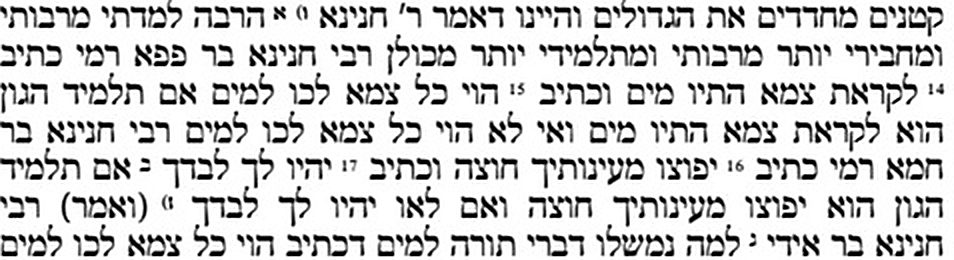 קטנים מחדדים את הגדולים והיינו דאמר ר' חנינא ו) א הרבה למדתי מרבותי
ומחבירי יותר מרבותי ומתלמידי יותר מכולן רבי חנינא בר פפא רמי כתיב
14 לקראת צמא התיו מים וכתיב 15 הוי כל צמא לכו למים אם תלמיד הגון
הוא לקראת צמא התיו מים ואי לא הוי כל צמא לכו למים רבי חנינא בר
חמא רמי כתיב 16 יפוצו מעינותיך חוצה וכתיב 17 יהיו לך לבדך ב אם תלמיד
הגון הוא יפוצו מעינותיך חוצה ואם לאו יהיו לך לבדך ז) (ואמר) רבי
חנינא בר אידי ג למה נמשלו דברי תורה למים דכתיב הוי כל צמא לכו למים